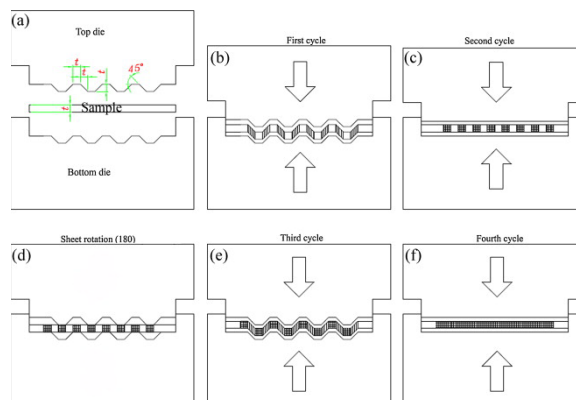 (a)
Top die
t
t
t
45°
t
Sample
Bottom die
(b)
First cycle
(c)
Second cycle
(d)
Sheet rotation (180)
(e)
Third cycle
(f)
Fourth cycle